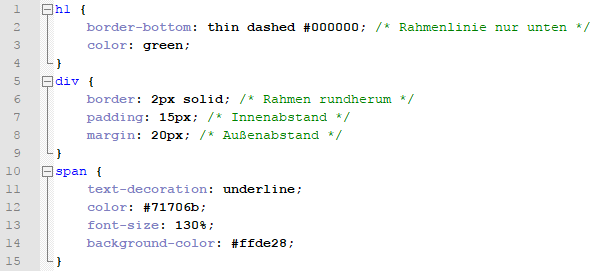 1 h1 {
2 border-bottom: thin dashed #000000; /* Rahmenlinie nur unten */
3 color: green;
4 }
5 div {
6 border: 2px solid; /* Rahmen rundherum */
7 padding: 15px; /* Innenabstand */
8 margin: 20px; /* Außenabstand */
9 }
10 span {
11 text-decoration: underline;
12 color: #71706b;
13 font-size: 130%;
14 background-color: #ffde28;
15 }